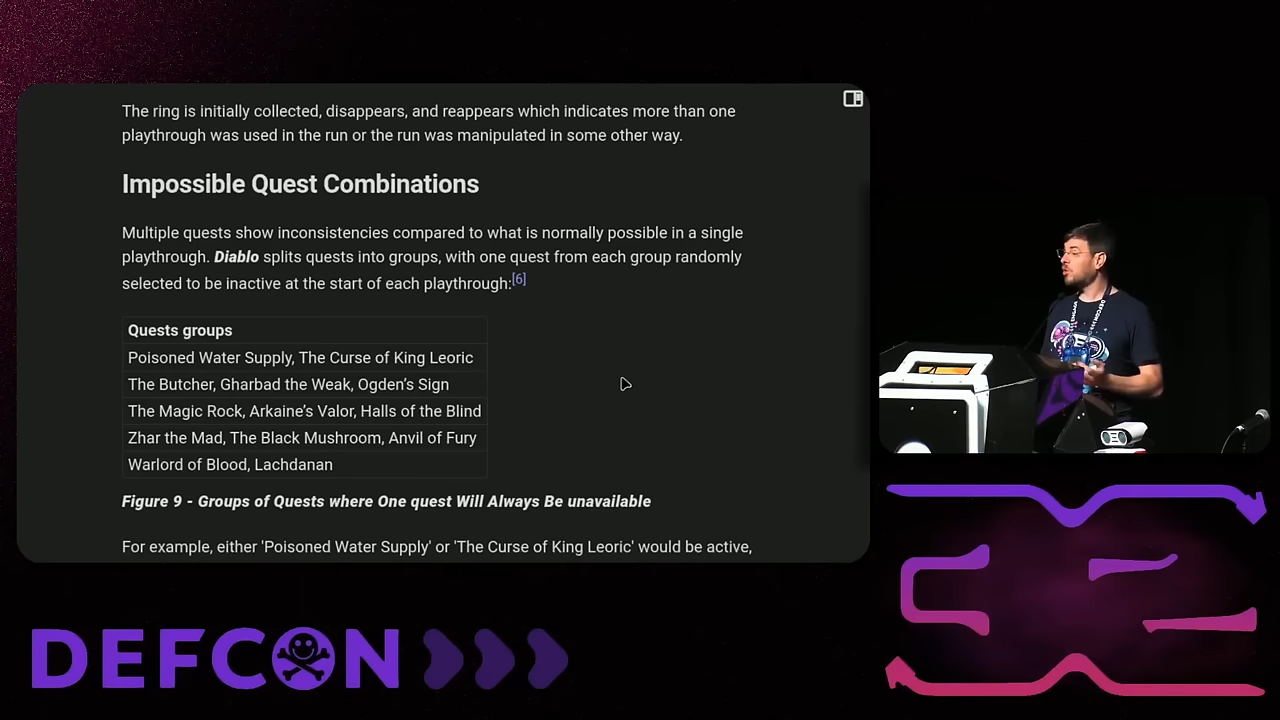 The ring is initially collected, disappears, and reappears which indicates more than one
playthrough was used in the run or the run was manipulated in some other way.
Impossible Quest Combinations
Multiple quests show inconsistencies compared to what is normally possible in a single
playthrough. Diablo splits quests into groups, with one quest from each group randomly
selected to be inactive at the start of each playthrough:[6]
Quests groups
Poisoned Water Supply, The Curse of King Leoric
The Butcher, Gharbad the Weak, Ogden’s Sign
The Magic Rock, Arkaine’s Valor, Halls of the Blind
Zhar the Mad, The Black Mushroom, Anvil of Fury
Warlord of Blood, Lachdanan
Figure 9 - Groups of Quests where One quest Will Always Be unavailable
For example, either 'Poisoned Water Supply' or 'The Curse of King Leoric' would be active,
DEFCON